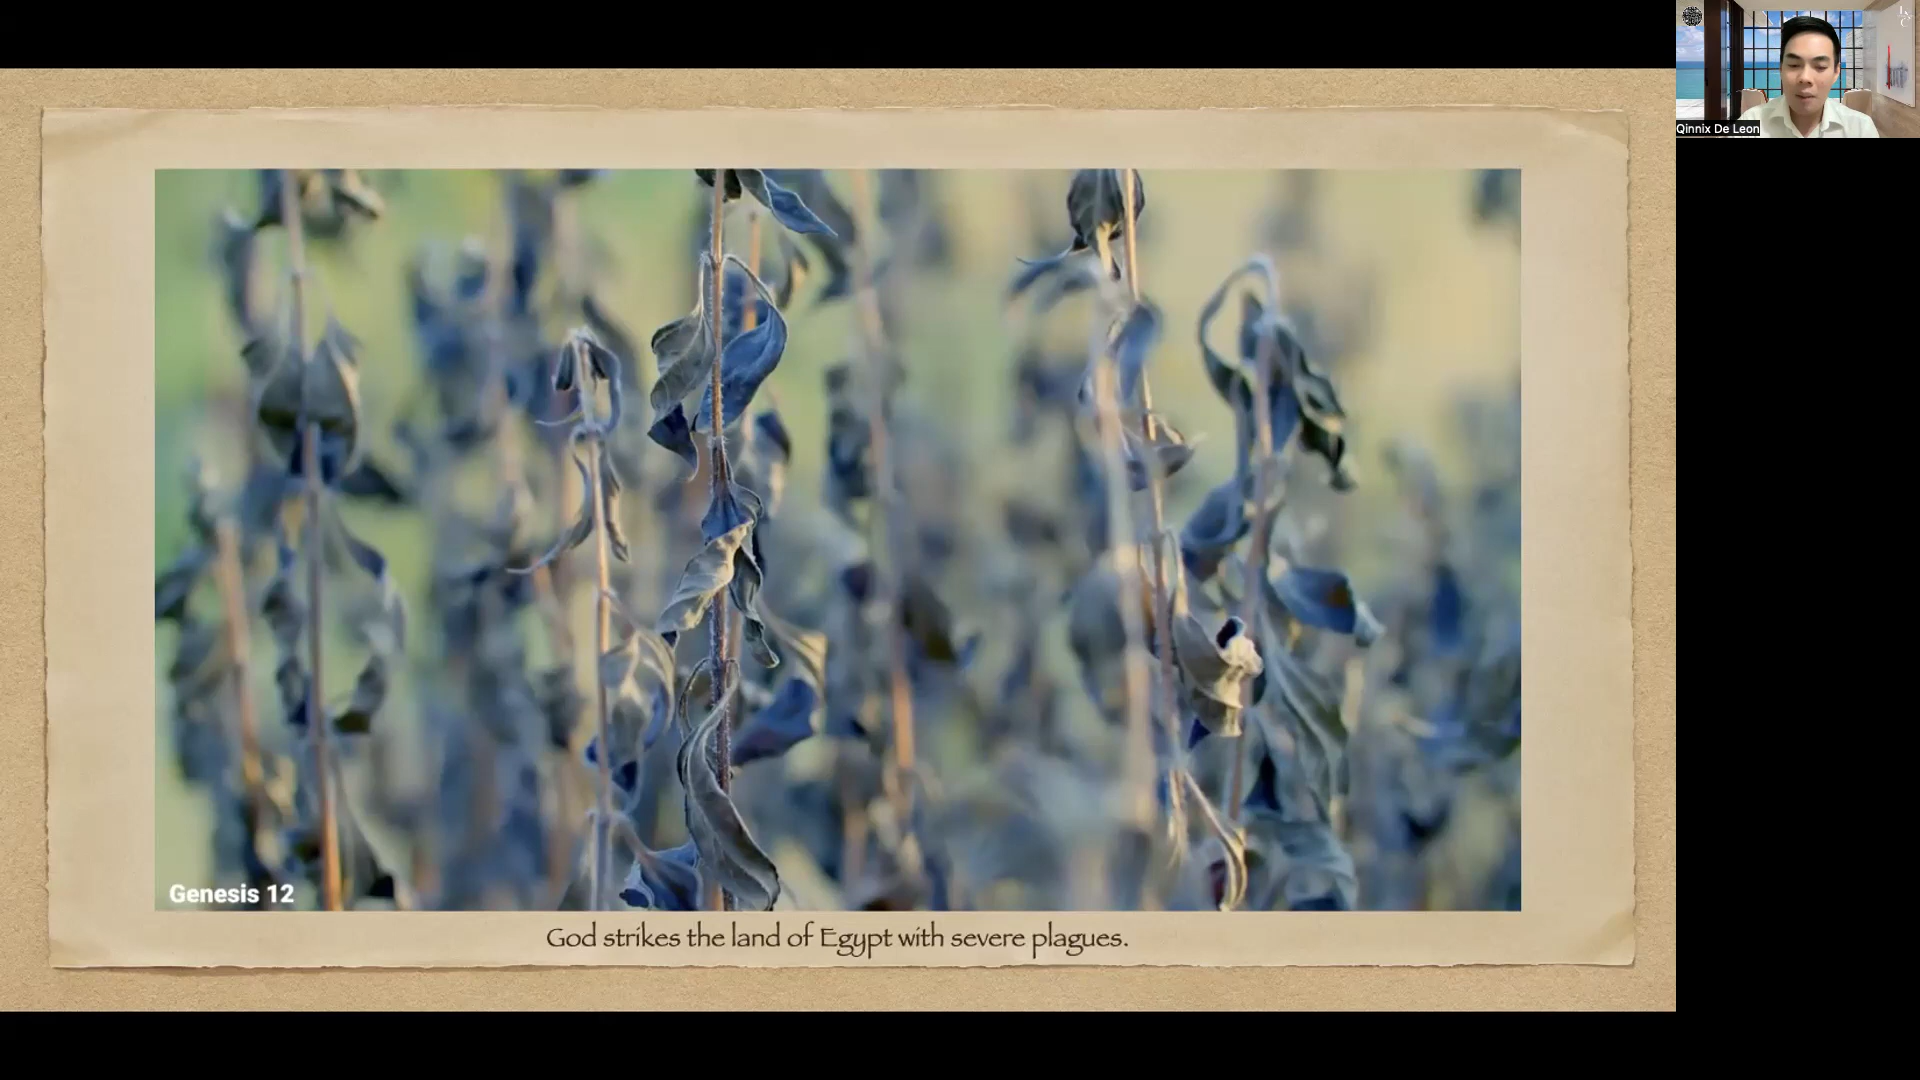 Qinnix De Leon
Genesis 12
God strikes the land of Egypt with severe plagues.